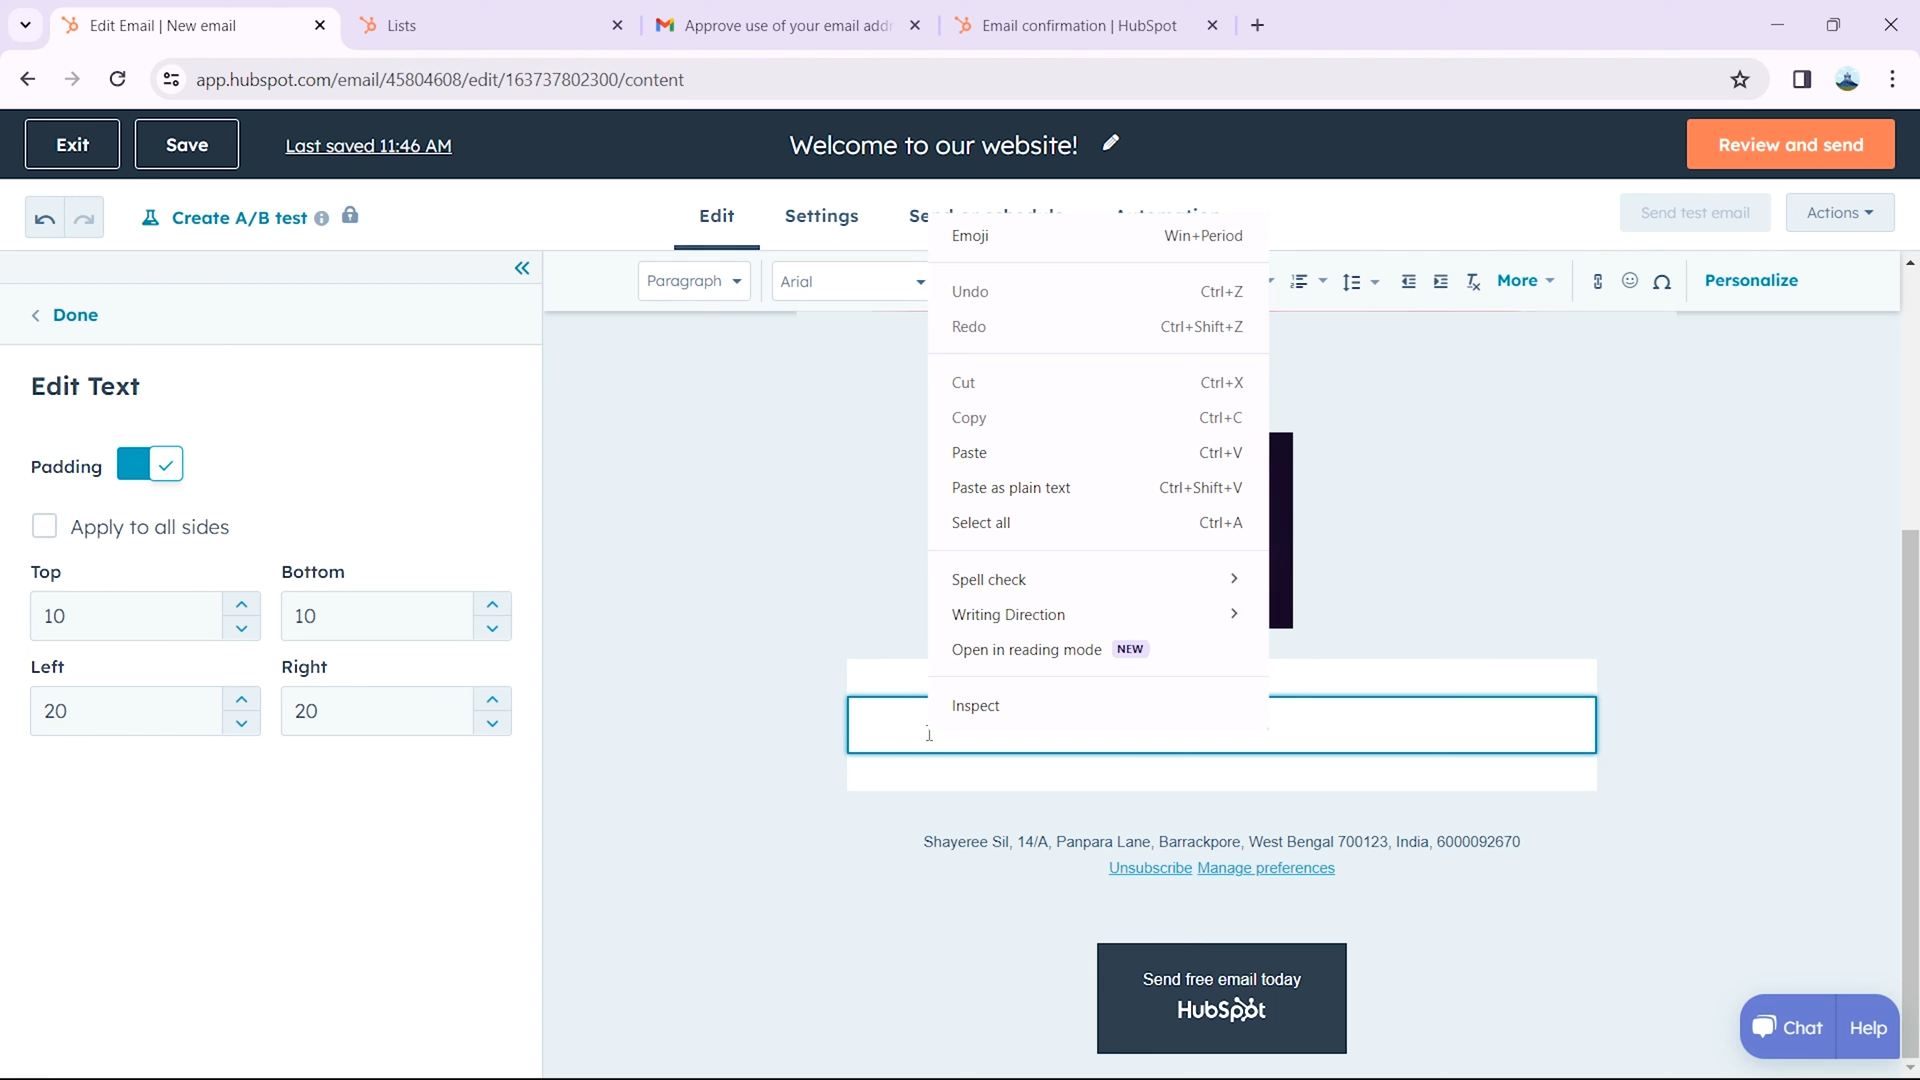 Edit Email | New email
Lists
Approve use of your email addr
Email confirmation | HubSpot
app.hubspot.com/email/45804608/edit/163737802300/content
Exit
Save
Last saved 11:46 AM
Welcome to our website!
Review and send
Create A/B test
Edit
Settings
Send test email
Actions
Paragraph
Arial
More
Personalize
Done
Edit Text
Padding
Apply to all sides
Top
Bottom
10
10
Left
Right
20
20
Emoji Win+Period
Undo Ctrl+Z
Redo Ctrl+Shift+Z
Cut Ctrl+X
Copy Ctrl+C
Paste Ctrl+V
Paste as plain text Ctrl+Shift+V
Select all Ctrl+A
Spell check
Writing Direction
Open in reading mode NEW
Inspect
Shayeree Sil, 14/A, Panpara Lane, Barrackpore, West Bengal 700123, India, 6000092670
Unsubscribe Manage preferences
Send free email today
HubSpot
Chat
Help